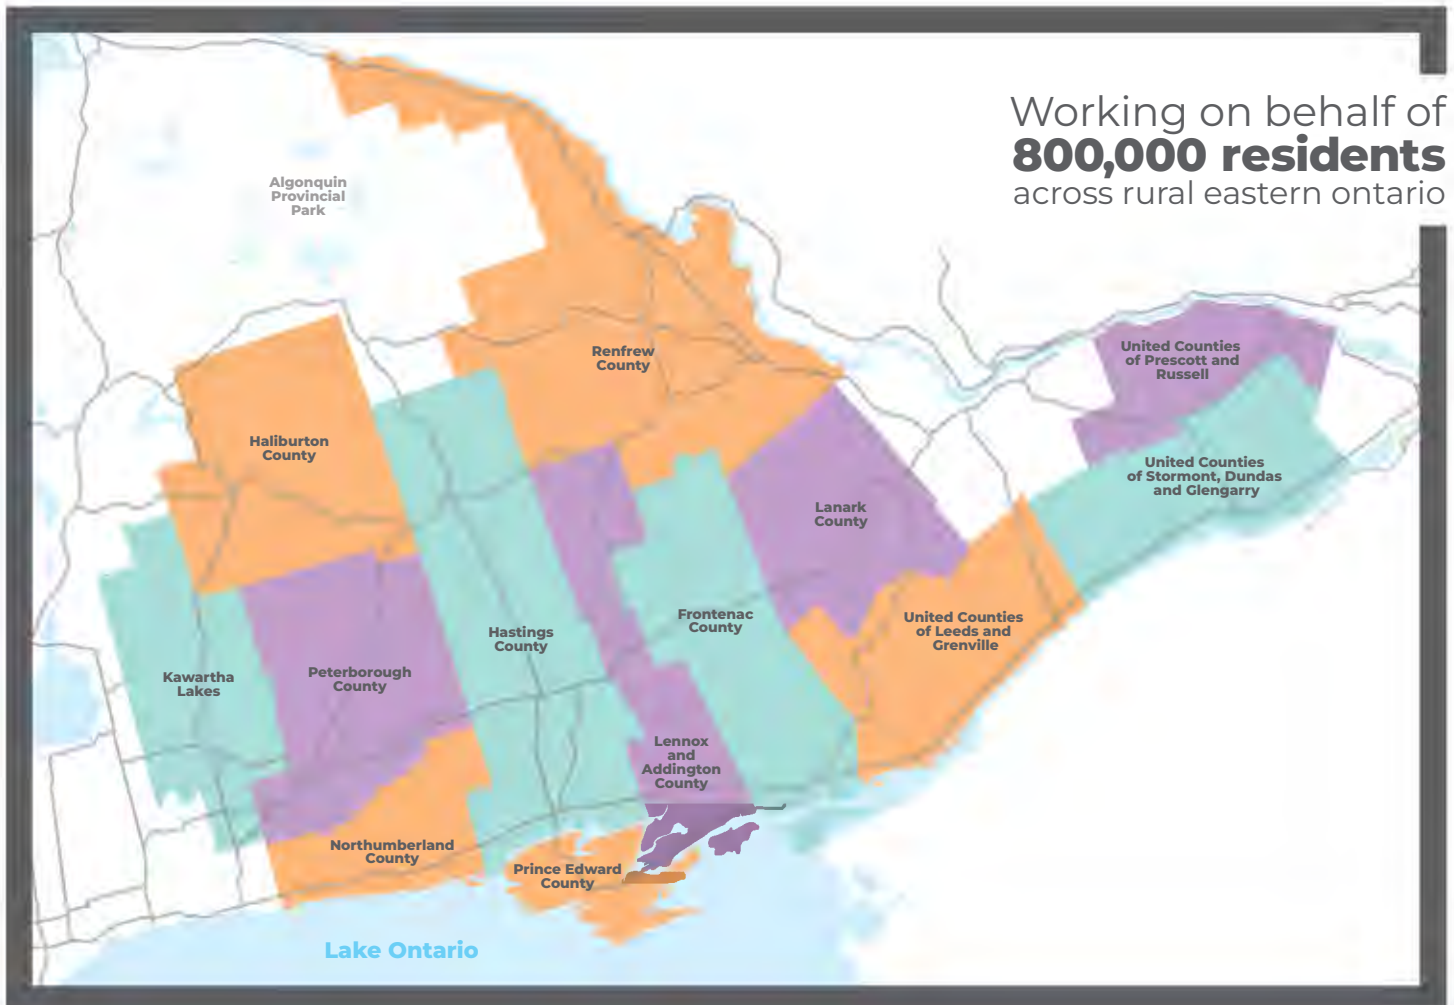 Working on behalf of
800,000 residents
across rural eastern ontario
Algonquin
Provincial
Park
Renfrew
County
United Counties
of Prescott and
Russell
Haliburton
County
United Counties
of Stormont, Dundas
and Glengarry
Lanark
County
Frontenac
County
United Counties
of Leeds and
Grenville
Hastings
County
Kawartha
Lakes
Peterborough
County
Lennox
and
Addington
County
Northumberland
County
Prince Edward
County
Lake Ontario